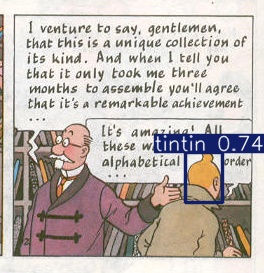 I venture to say, gentlemen,
that this is a unique collection of
its kind. And when I tell you
that it only took me three
months to assemble you'll agree
that it's a remarkable achievement
...
It's amazing! All
these w
tintin 0.74
alphabetical order
...
2